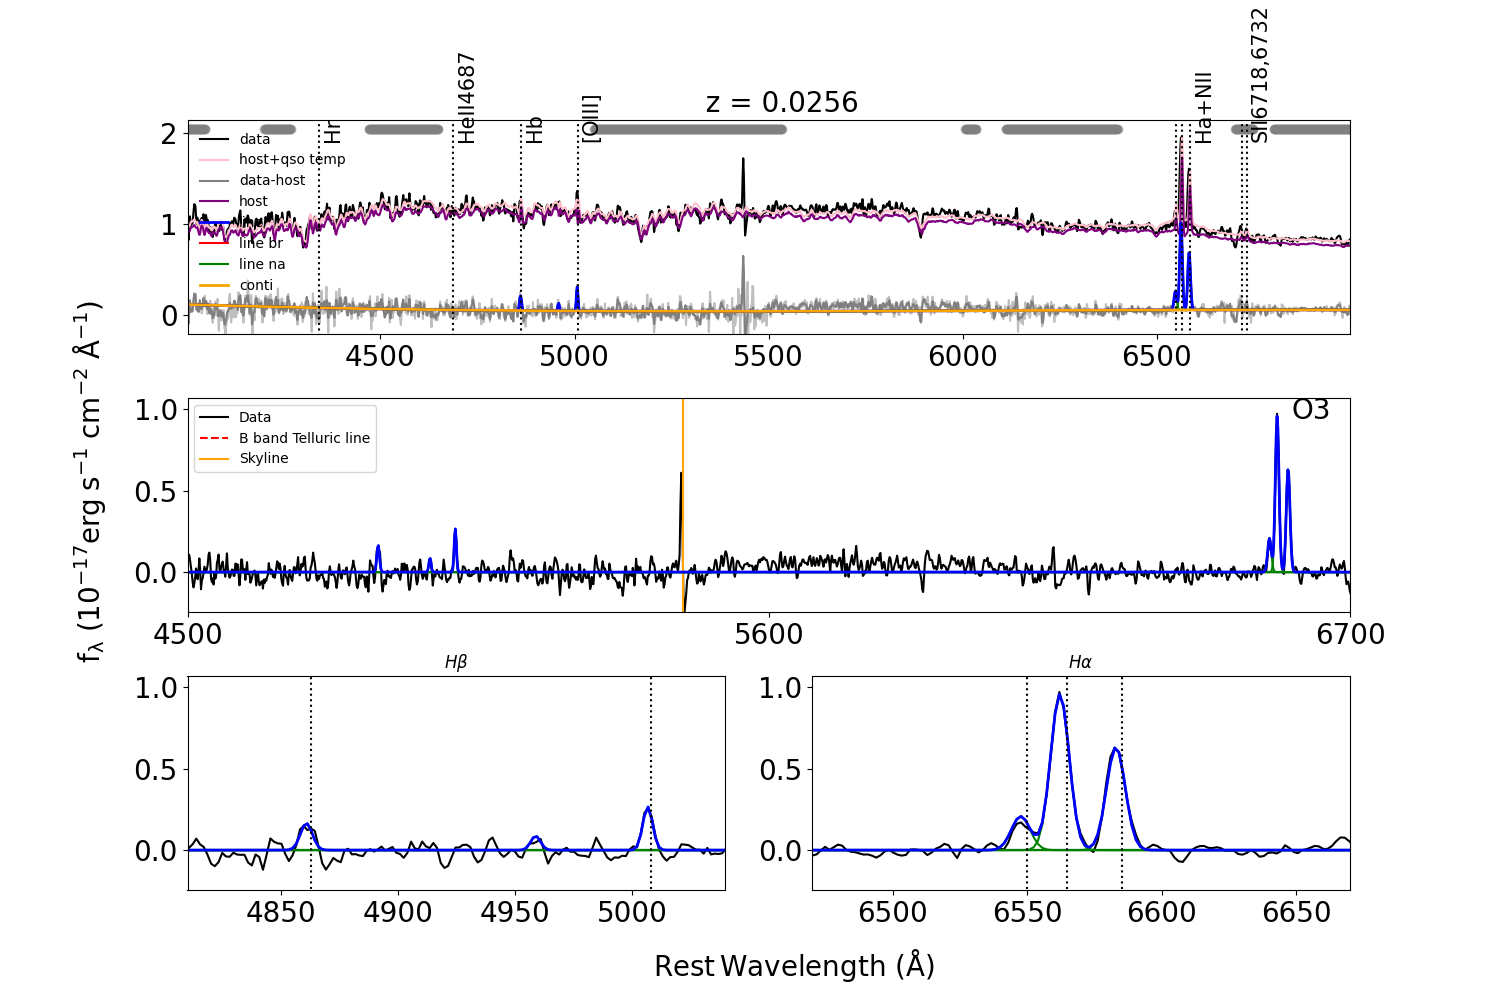 z = 0.0256
Hr
HeII4687
Hb
[OIII]
Ha+NII
SII6718,6732
data
host+qso temp
data-host
host
line br
line na
conti
2
1
0
4500 5000 5500 6000 6500
fλ (10−17erg s−1 cm−2 Å−1)
O3
Data
B band Telluric line
Skyline
1.0
0.5
0.0
4500 5600 6700
Hβ
1.0
0.5
0.0
4850 4900 4950 5000
Hα
1.0
0.5
0.0
6500 6550 6600 6650
Rest Wavelength (Å)